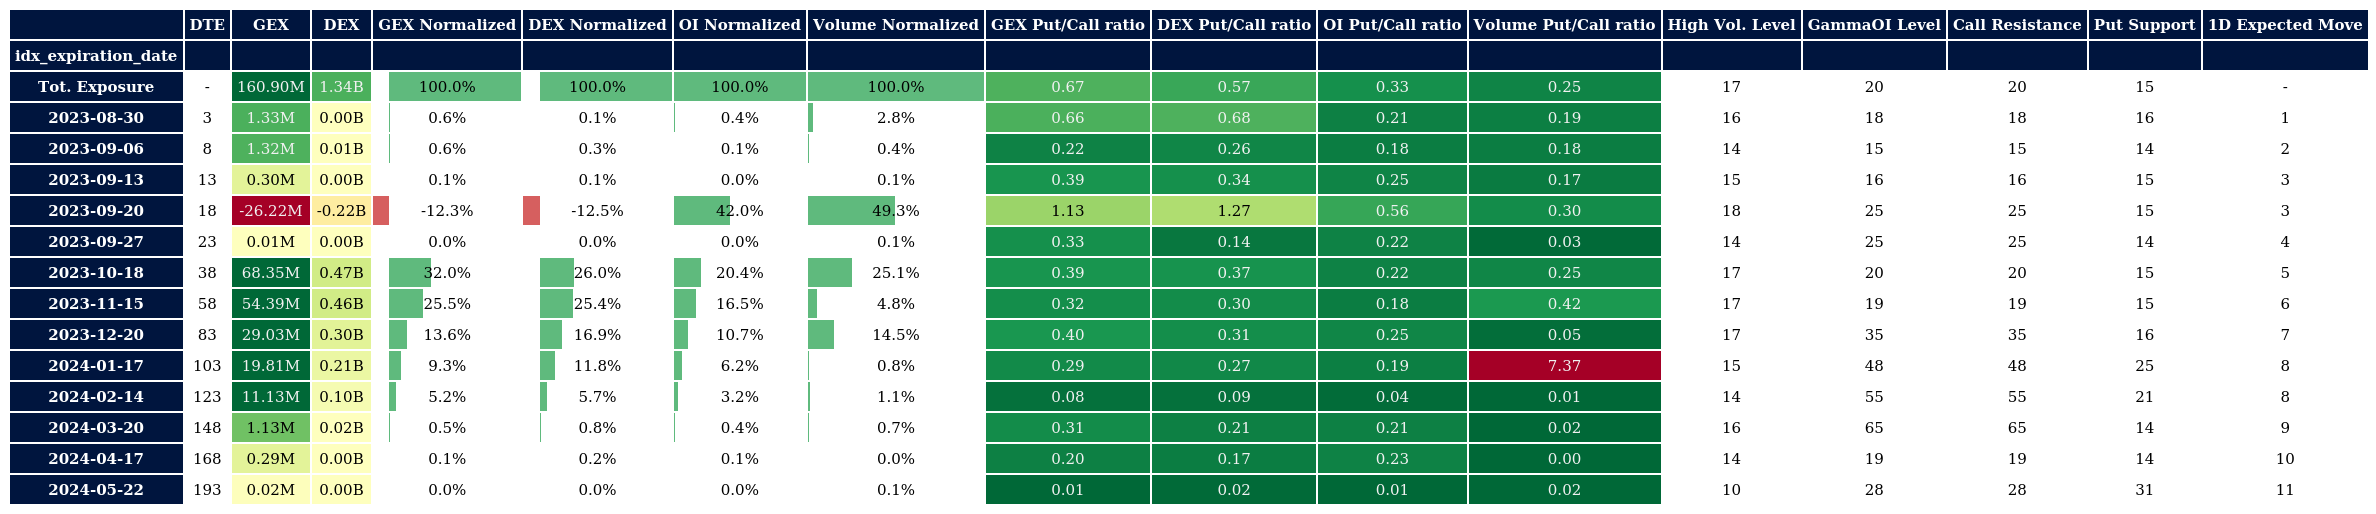 DTE GEX DEX GEX Normalized DEX Normalized OI Normalized Volume Normalized GEX Put/Call ratio DEX Put/Call ratio OI Put/Call ratio Volume Put/Call ratio High Vol. Level GammaOI Level Call Resistance Put Support 1D Expected Move
idx_expiration_date
Tot. Exposure - 160.90M 1.34B 100.0% 100.0% 100.0% 100.0% 0.67 0.57 0.33 0.25 17 20 20 15 -
2023-08-30 3 1.33M 0.00B 0.6% 0.1% 0.4% 2.8% 0.66 0.68 0.21 0.19 16 18 18 16 1
2023-09-06 8 1.32M 0.01B 0.6% 0.3% 0.1% 0.4% 0.22 0.26 0.18 0.18 14 15 15 14 2
2023-09-13 13 0.30M 0.00B 0.1% 0.1% 0.0% 0.1% 0.39 0.34 0.25 0.17 15 16 16 15 3
2023-09-20 18 -26.22M -0.22B -12.3% -12.5% 42.0% 49.3% 1.13 1.27 0.56 0.30 18 25 25 15 3
2023-09-27 23 0.01M 0.00B 0.0% 0.0% 0.0% 0.1% 0.33 0.14 0.22 0.03 14 25 25 14 4
2023-10-18 38 68.35M 0.47B 32.0% 26.0% 20.4% 25.1% 0.39 0.37 0.22 0.25 17 20 20 15 5
2023-11-15 58 54.39M 0.46B 25.5% 25.4% 16.5% 4.8% 0.32 0.30 0.18 0.42 17 19 19 15 6
2023-12-20 83 29.03M 0.30B 13.6% 16.9% 10.7% 14.5% 0.40 0.31 0.25 0.05 17 35 35 16 7
2024-01-17 103 19.81M 0.21B 9.3% 11.8% 6.2% 0.8% 0.29 0.27 0.19 7.37 15 48 48 25 8
2024-02-14 123 11.13M 0.10B 5.2% 5.7% 3.2% 1.1% 0.08 0.09 0.04 0.01 14 55 55 21 8
2024-03-20 148 1.13M 0.02B 0.5% 0.8% 0.4% 0.7% 0.31 0.21 0.21 0.02 16 65 65 14 9
2024-04-17 168 0.29M 0.00B 0.1% 0.2% 0.1% 0.0% 0.20 0.17 0.23 0.00 14 19 19 14 10
2024-05-22 193 0.02M 0.00B 0.0% 0.0% 0.0% 0.1% 0.01 0.02 0.01 0.02 10 28 28 31 11